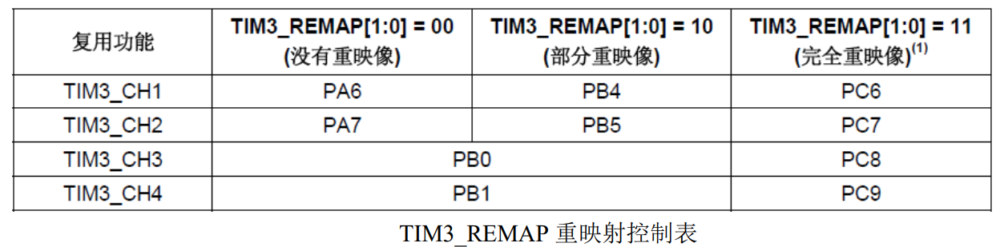 复用功能 TIM3_REMAP[1:0] = 00 (没有重映像) TIM3_REMAP[1:0] = 10 (部分重映像) TIM3_REMAP[1:0] = 11 (完全重映像)(1)
TIM3_CH1 PA6 PB4 PC6
TIM3_CH2 PA7 PB5 PC7
TIM3_CH3 PB0 PC8
TIM3_CH4 PB1 PC9
TIM3_REMAP 重映射控制表